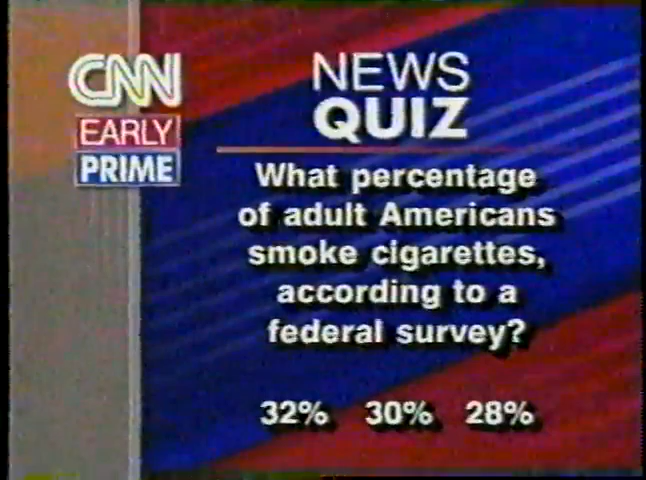 CNN
EARLY
PRIME
NEWS
QUIZ
What percentage
of adult Americans
smoke cigarettes,
according to a
federal survey?
32% 30% 28%